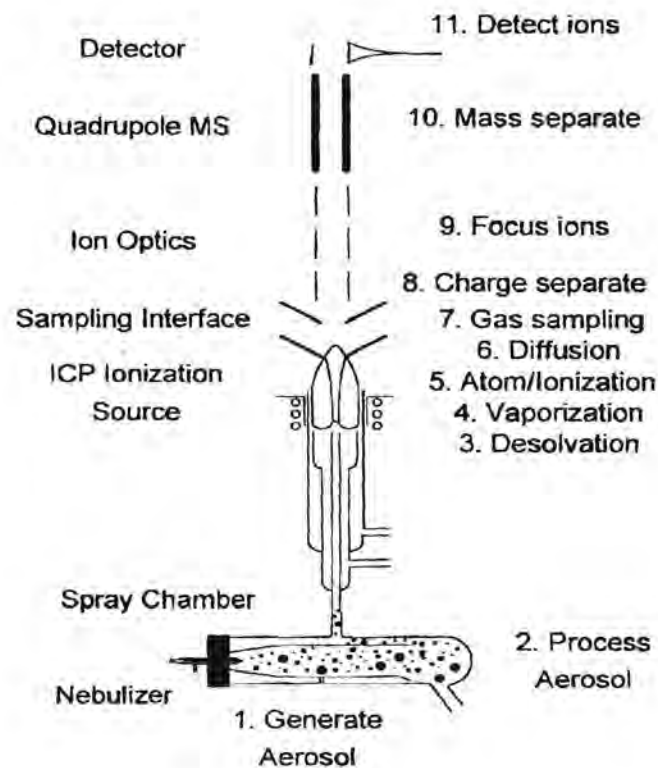 11. Detect ions
Detector
Quadrupole MS
10. Mass separate
Ion Optics
9. Focus ions
8. Charge separate
Sampling Interface
7. Gas sampling
6. Diffusion
ICP Ionization
Source
5. Atom/Ionization
4. Vaporization
3. Desolvation
Spray Chamber
2. Process
Aerosol
Nebulizer
1. Generate
Aerosol